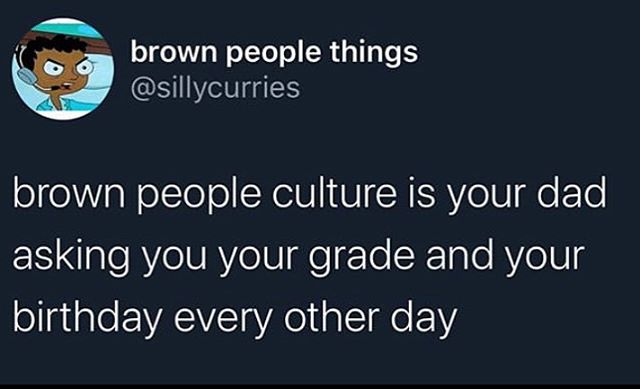 brown people things
@sillycurries
brown people culture is your dad
asking you your grade and your
birthday every other day